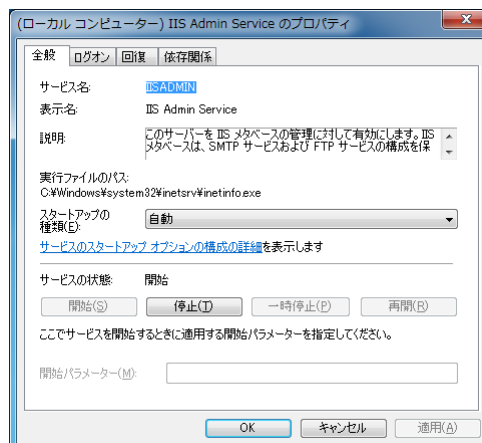 (ローカル コンピューター) IIS Admin Service のプロパティ
全般 ログオン 回復 依存関係
サービス名: IISADMIN
表示名: IIS Admin Service
説明: このサーバーを IIS メタベースの管理に対して有効にします。IIS
メタベースは、SMTP サービスおよび FTP サービスの構成を保
実行ファイルのパス:
C:¥Windows¥system32¥inetsrv¥inetinfo.exe
スタートアップの
種類(E): 自動
サービスのスタートアップ オプションの構成の詳細を表示します
サービスの状態: 開始
開始(S) 停止(T) 一時停止(P) 再開(R)
ここでサービスを開始するときに適用する開始パラメーターを指定してください。
開始パラメーター(M):
OK キャンセル 適用(A)